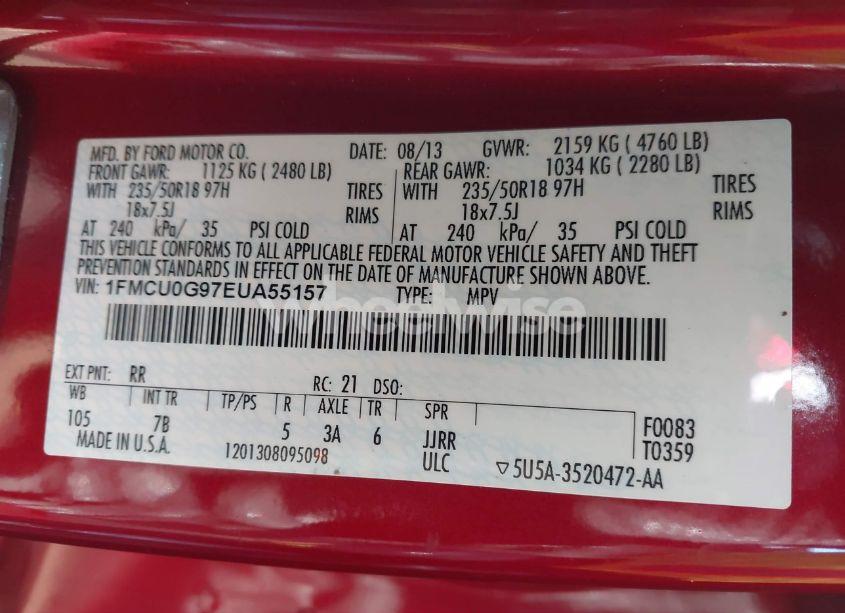 MFD. BY FORD MOTOR CO. DATE: 08/13 GVWR: 2159 KG ( 4760 LB)
FRONT GAWR: 1125 KG ( 2480 LB) REAR GAWR: 1034 KG ( 2280 LB)
WITH 235/50R18 97H TIRES WITH 235/50R18 97H TIRES
18x7.5J RIMS 18x7.5J RIMS
AT 240 kPa/ 35 PSI COLD AT 240 kPa/ 35 PSI COLD
THIS VEHICLE CONFORMS TO ALL APPLICABLE FEDERAL MOTOR VEHICLE SAFETY AND THEFT
PREVENTION STANDARDS IN EFFECT ON THE DATE OF MANUFACTURE SHOWN ABOVE.
VIN: 1FMCU0G97EUA55157 TYPE: MPV
wheelwise
EXT PNT: RR RC: 21 DSO:
WB INT TR TP/PS R AXLE TR SPR
105 7B 5 3A 6 JJRR F0083
MADE IN U.S.A. 1201308095098 ULC T0359
▽5U5A-3520472-AA